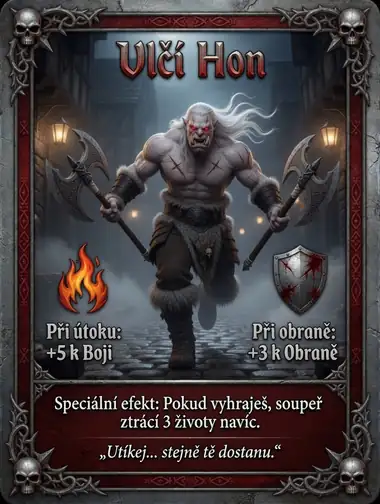 Vlčí Hon
Při útoku:
+5 k Boji
Při obraně:
+3 k Obraně
Speciální efekt: Pokud vyhraješ, soupeř
ztrácí 3 životy navíc.
„Utíkej... stejně tě dostanu.“